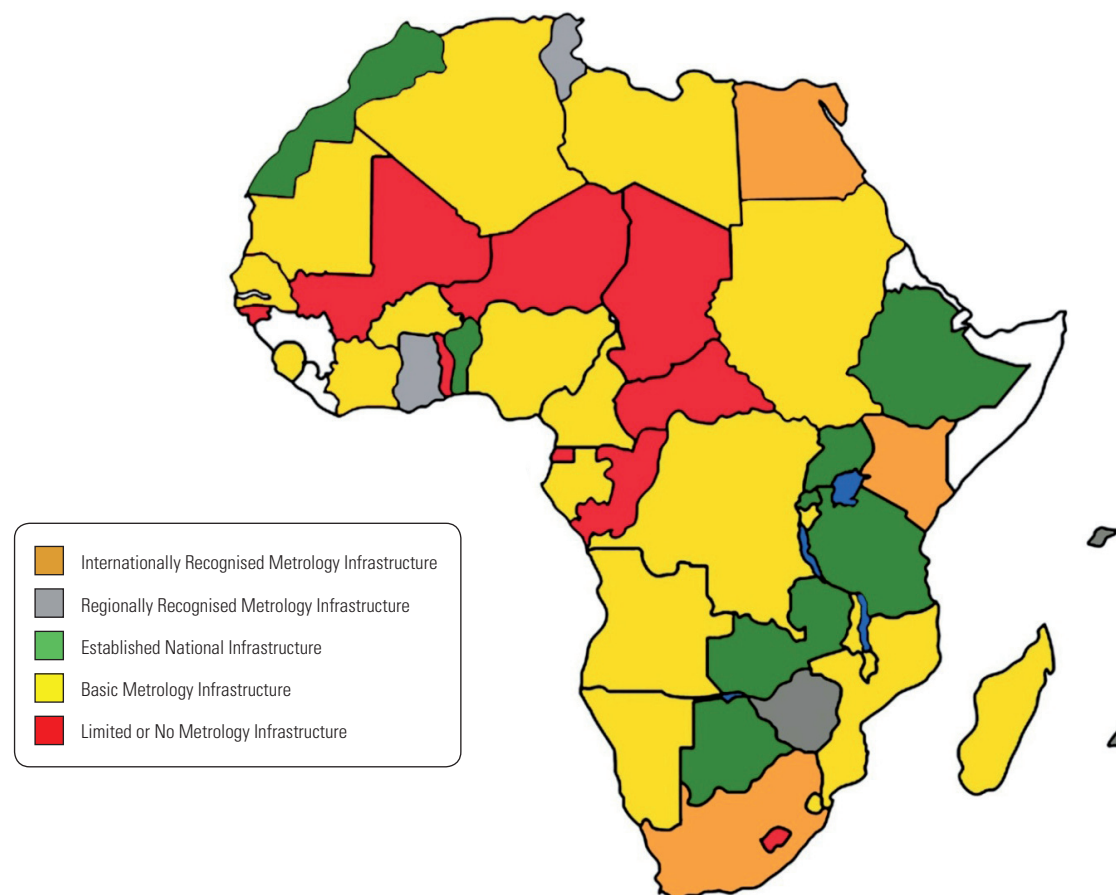 Internationally Recognised Metrology Infrastructure
Regionally Recognised Metrology Infrastructure
Established National Infrastructure
Basic Metrology Infrastructure
Limited or No Metrology Infrastructure